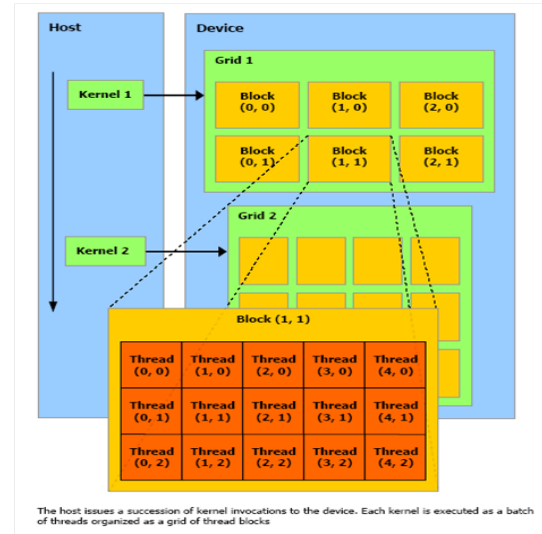 Host
Device
Grid 1
Kernel 1
Block
(0, 0)
Block
(1, 0)
Block
(2, 0)
Block
(0, 1)
Block
(1, 1)
Block
(2, 1)
Grid 2
Kernel 2
Block (1, 1)
Thread
(0, 0)
Thread
(1, 0)
Thread
(2, 0)
Thread
(3, 0)
Thread
(4, 0)
Thread
(0, 1)
Thread
(1, 1)
Thread
(2, 1)
Thread
(3, 1)
Thread
(4, 1)
Thread
(0, 2)
Thread
(1, 2)
Thread
(2, 2)
Thread
(3, 2)
Thread
(4, 2)
The host issues a succession of kernel invocations to the device. Each kernel is executed as a batch
of threads organized as a grid of thread blocks